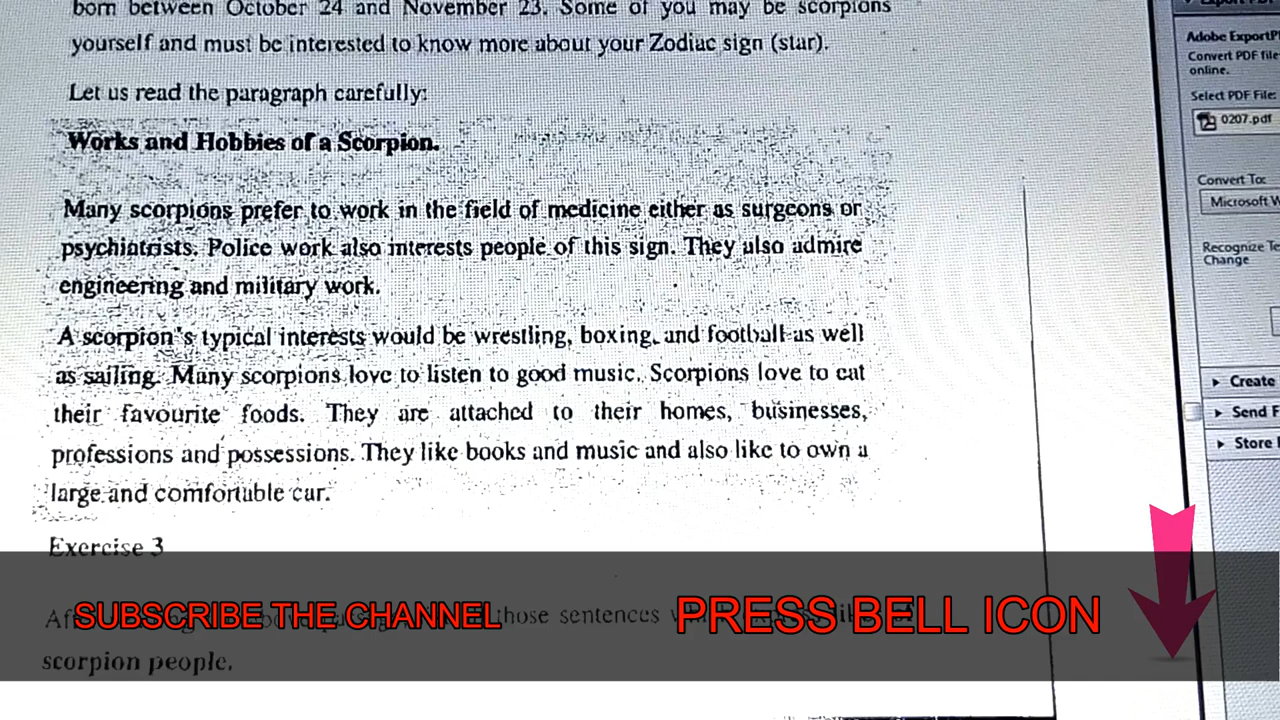 born between October 24 and November 23. Some of you may be scorpions
yourself and must be interested to know more about your Zodiac sign (star).
Let us read the paragraph carefully:
Works and Hobbies of a Scorpion.
Many scorpions prefer to work in the field of medicine either as surgeons or
psychiatrists. Police work also interests people of this sign. They also admire
engineering and military work.
A scorpion's typical interests would be wrestling, boxing, and football as well
as sailing. Many scorpions love to listen to good music. Scorpions love to eat
their favourite foods. They are attached to their homes, businesses,
professions and possessions. They like books and music and also like to own a
large and comfortable car.
Exercise 3
those sentences
scorpion people.
SUBSCRIBE THE CHANNEL
PRESS BELL ICON
Adobe ExportP
Convert PDF file
online.
Select PDF File:
0207.pdf
Convert To:
Microsoft W
Recognize Te
Change
Create
Send F
Store